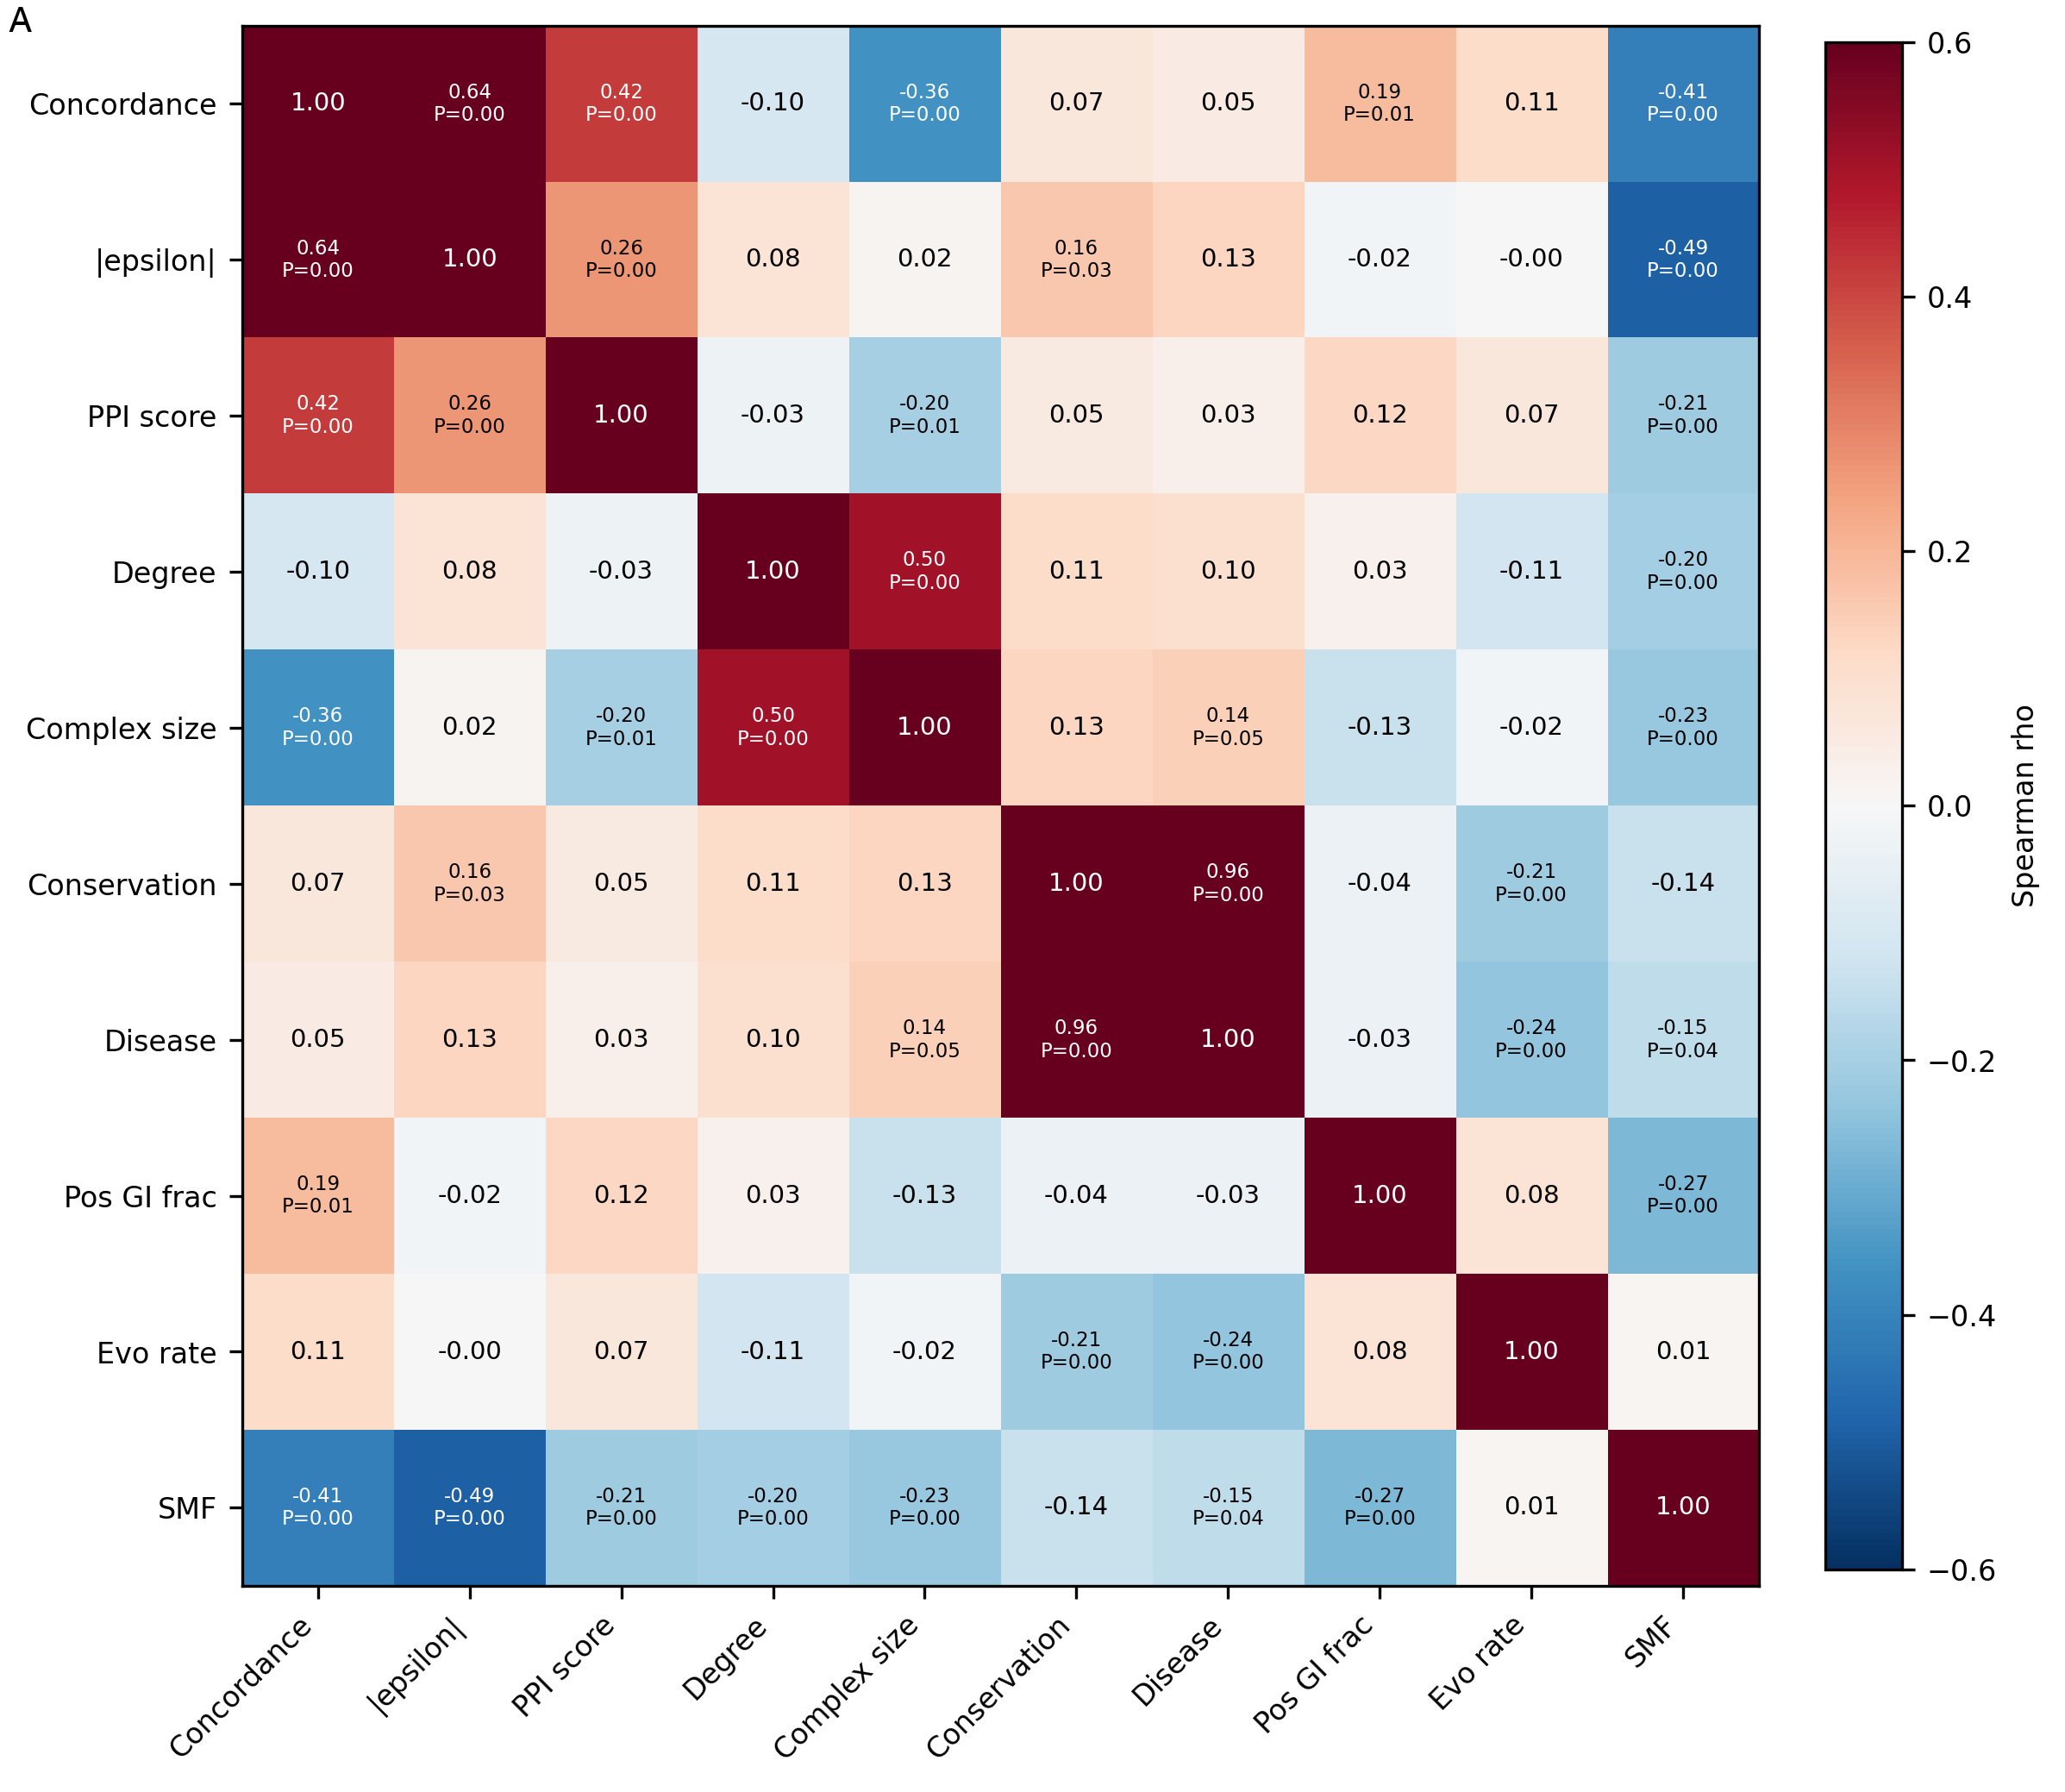 A
Concordance
1.00
0.64
P=0.00
0.42
P=0.00
-0.10
-0.36
P=0.00
0.07
0.05
0.19
P=0.01
0.11
-0.41
P=0.00
|epsilon|
0.64
P=0.00
1.00
0.26
P=0.00
0.08
0.02
0.16
P=0.03
0.13
-0.02
-0.00
-0.49
P=0.00
PPI score
0.42
P=0.00
0.26
P=0.00
1.00
-0.03
-0.20
P=0.01
0.05
0.03
0.12
0.07
-0.21
P=0.00
Degree
-0.10
0.08
-0.03
1.00
0.50
P=0.00
0.11
0.10
0.03
-0.11
-0.20
P=0.00
Complex size
-0.36
P=0.00
0.02
-0.20
P=0.01
0.50
P=0.00
1.00
0.13
0.14
P=0.05
-0.13
-0.02
-0.23
P=0.00
Conservation
0.07
0.16
P=0.03
0.05
0.11
0.13
1.00
0.96
P=0.00
-0.04
-0.21
P=0.00
-0.14
Disease
0.05
0.13
0.03
0.10
0.14
P=0.05
0.96
P=0.00
1.00
-0.03
-0.24
P=0.00
-0.15
P=0.04
Pos GI frac
0.19
P=0.01
-0.02
0.12
0.03
-0.13
-0.04
-0.03
1.00
0.08
-0.27
P=0.00
Evo rate
0.11
-0.00
0.07
-0.11
-0.02
-0.21
P=0.00
-0.24
P=0.00
0.08
1.00
0.01
SMF
-0.41
P=0.00
-0.49
P=0.00
-0.21
P=0.00
-0.20
P=0.00
-0.23
P=0.00
-0.14
-0.15
P=0.04
-0.27
P=0.00
0.01
1.00
Concordance
|epsilon|
PPI score
Degree
Complex size
Conservation
Disease
Pos GI frac
Evo rate
SMF
0.6
0.4
0.2
0.0
−0.2
−0.4
−0.6
Spearman rho